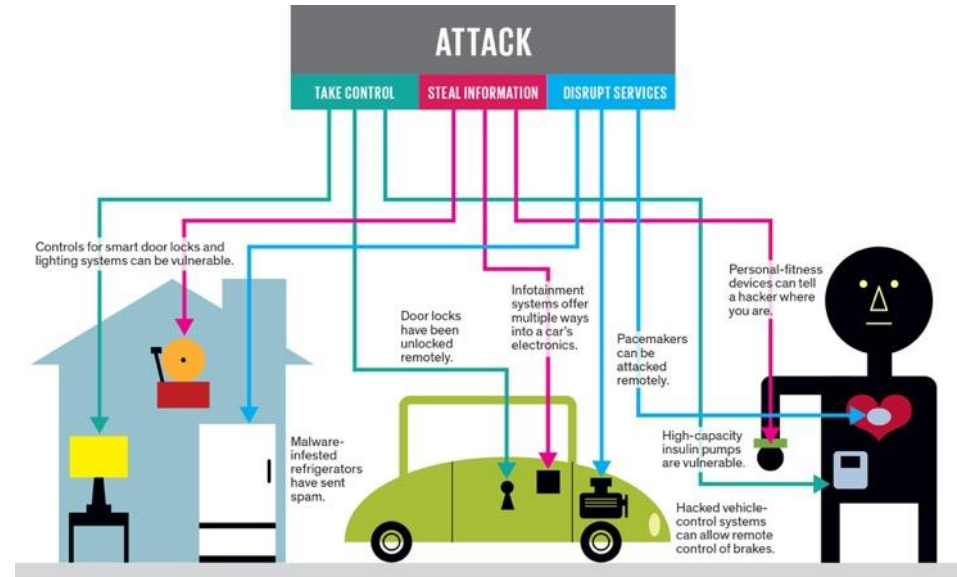 ATTACK
TAKE CONTROL
STEAL INFORMATION
DISRUPT SERVICES
Controls for smart door locks and
lighting systems can be vulnerable.
Door locks
have been
unlocked
remotely.
Infotainment
systems offer
multiple ways
into a car's
electronics.
Personal-fitness
devices can tell
a hacker where
you are.
Pacemakers
can be
attacked
remotely.
Malware-
infested
refrigerators
have sent
spam.
High-capacity
insulin pumps
are vulnerable.
Hacked vehicle-
control systems
can allow remote
control of brakes.